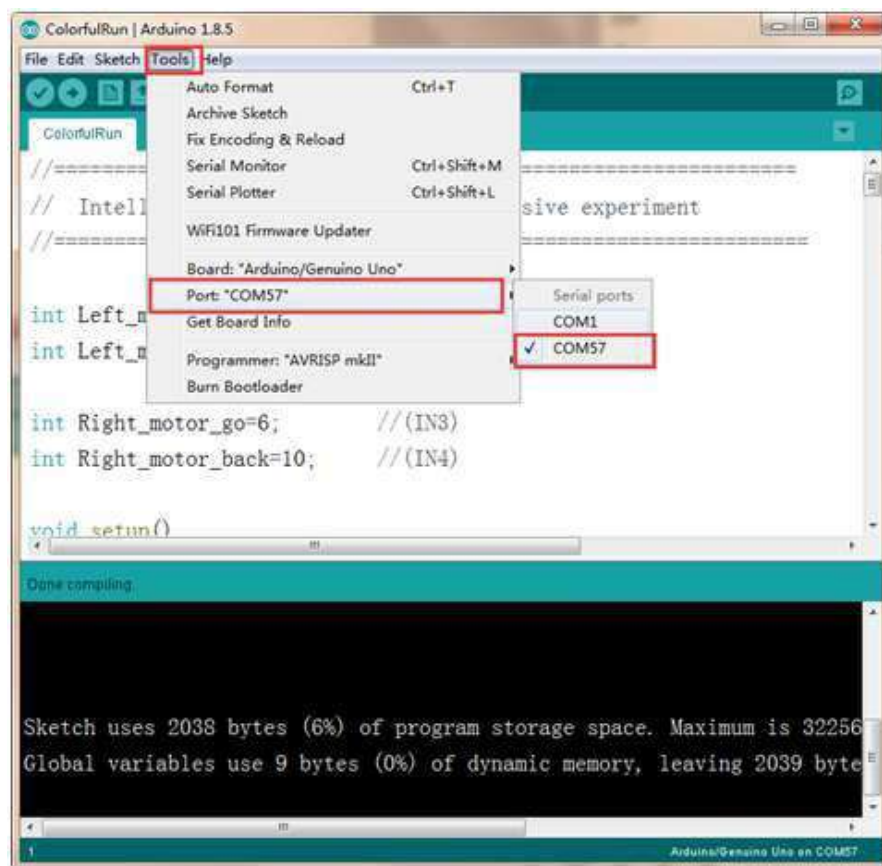 ColorfulRun | Arduino 1.8.5
File Edit Sketch Tools Help
ColorfulRun
Auto Format Ctrl+T
Archive Sketch
Fix Encoding & Reload
Serial Monitor Ctrl+Shift+M
Serial Plotter Ctrl+Shift+L
WiFi101 Firmware Updater
Board: "Arduino/Genuino Uno"
Port: "COM57"
Get Board Info
Programmer: "AVRISP mkII"
Burn Bootloader
Serial ports
COM1
COM57
//========== =======================
// Intell sive experiment
//========== ========================
int Left_m
int Left_m
int Right_motor_go=6; //(IN3)
int Right_motor_back=10; //(IN4)
void setup()
Done compiling.
Sketch uses 2038 bytes (6%) of program storage space. Maximum is 32256
Global variables use 9 bytes (0%) of dynamic memory, leaving 2039 byte
1 Arduino/Genuino Uno on COM57